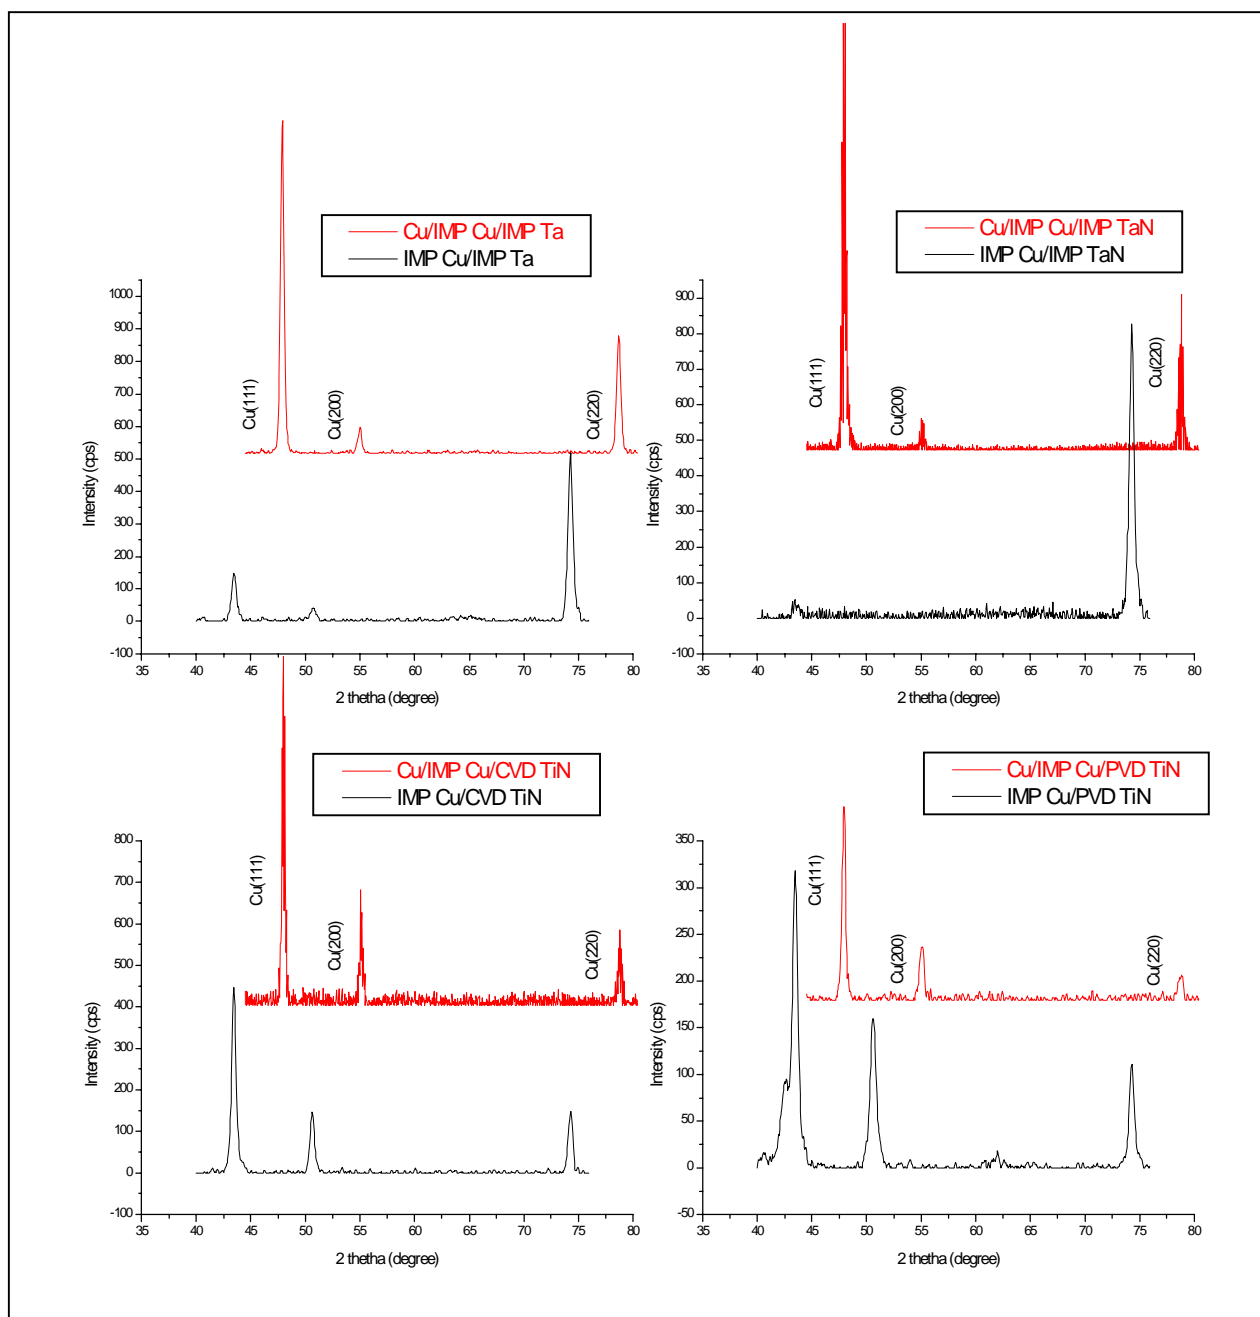 Cu/IMP Cu/IMP Ta
IMP Cu/IMP Ta
1000
900
800
700
600
500
400
300
200
100
0
-100
Intensity (cps)
Cu(111)
Cu(200)
Cu(220)
35 40 45 50 55 60 65 70 75 80
2 thetha (degree)
Cu/IMP Cu/IMP TaN
IMP Cu/IMP TaN
900
800
700
600
500
400
300
200
100
0
-100
Intensity (cps)
Cu(111)
Cu(200)
Cu(220)
35 40 45 50 55 60 65 70 75 80
2 thetha (degree)
Cu/IMP Cu/CVD TiN
IMP Cu/CVD TiN
800
700
600
500
400
300
200
100
0
-100
Intensity (cps)
Cu(111)
Cu(200)
Cu(220)
35 40 45 50 55 60 65 70 75 80
2 thetha (degree)
Cu/IMP Cu/PVD TiN
IMP Cu/PVD TiN
350
300
250
200
150
100
50
0
-50
Intensity (cps)
Cu(111)
Cu(200)
Cu(220)
35 40 45 50 55 60 65 70 75 80
2 thetha (degree)